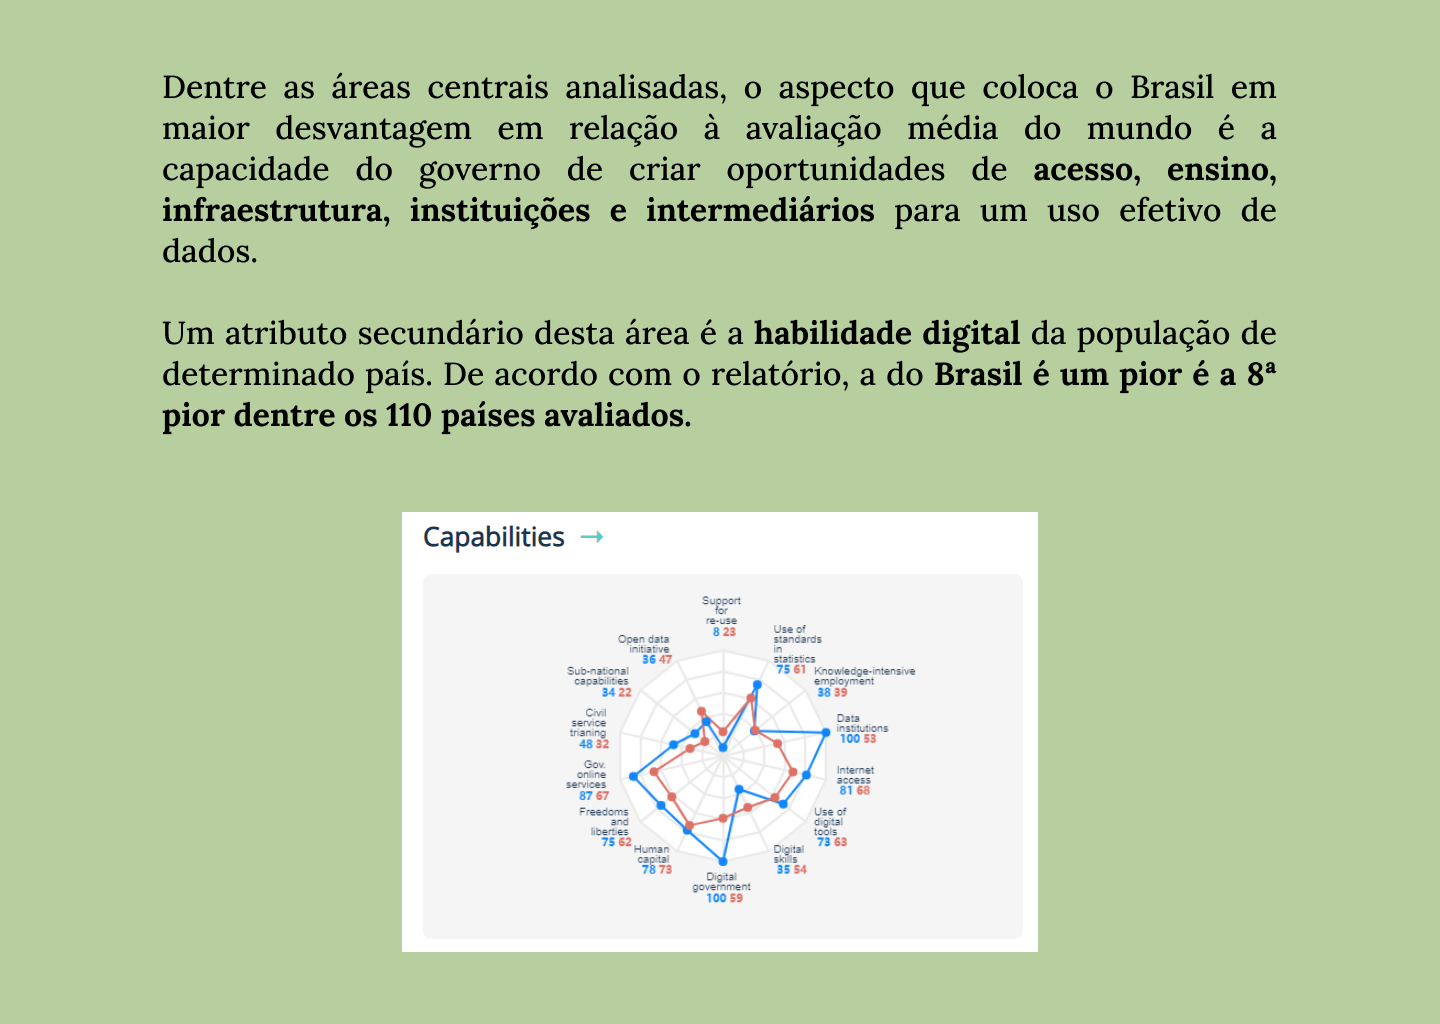 Dentre as áreas centrais analisadas, o aspecto que coloca o Brasil em
maior desvantagem em relação à avaliação média do mundo é a
capacidade do governo de criar oportunidades de acesso, ensino,
infraestrutura, instituições e intermediários para um uso efetivo de
dados.
Um atributo secundário desta área é a habilidade digital da população de
determinado país. De acordo com o relatório, a do Brasil é um pior é a 8ª
pior dentre os 110 países avaliados.
Capabilities →
Support
for
re-use
8 23
Use of
standards
in
statistics
75 61
Knowledge-intensive
employment
38 39
Data
institutions
100 53
Internet
access
81 68
Use of
digital
tools
73 63
Digital
skills
35 54
Digital
government
100 59
Human
capital
78 73
Freedoms
and
liberties
75 62
Gov.
online
services
87 67
Civil
service
trianing
48 32
Sub-national
capabilities
34 22
Open data
initiative
36 47